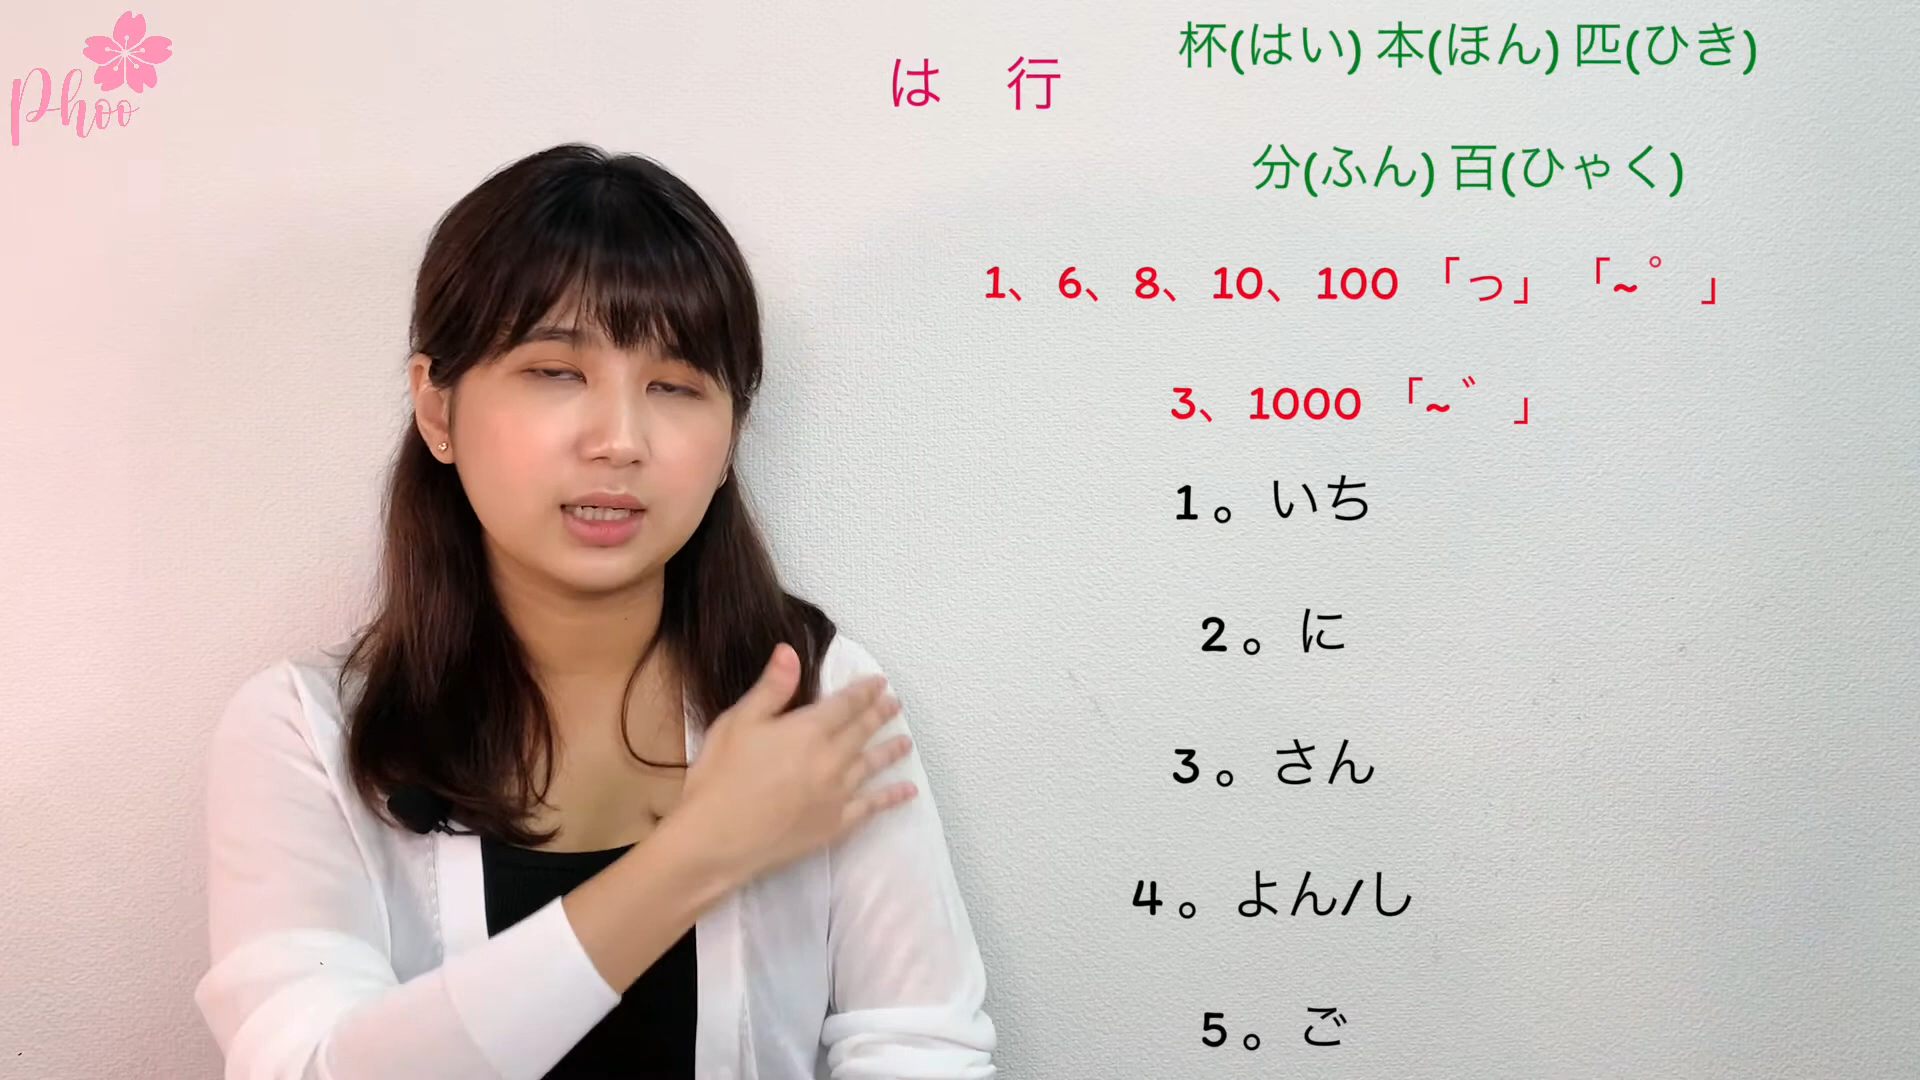 Phoo
は 行
杯(はい) 本(ほん) 匹(ひき)
分(ふん) 百(ひゃく)
1、6、8、10、100 「っ」 「~゜」
3、1000 「~゛」
1。いち
2。に
3。さん
4。よん/し
5。ご